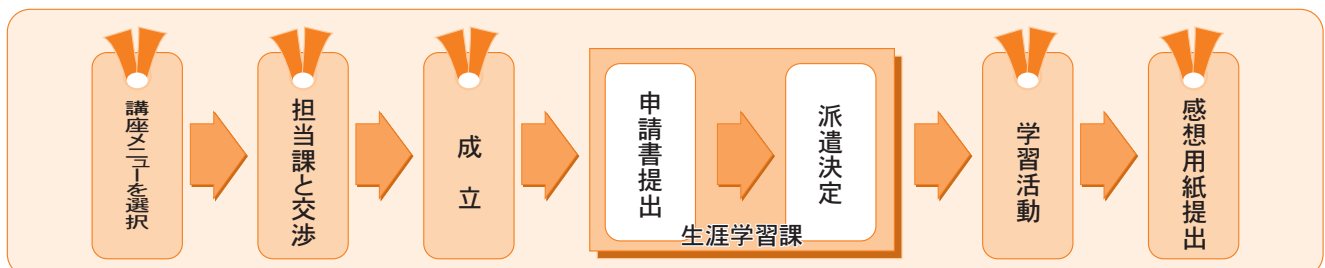 講座メニューを選択
担当課と交渉
成立
申請書提出
派遣決定
生涯学習課
学習活動
感想用紙提出